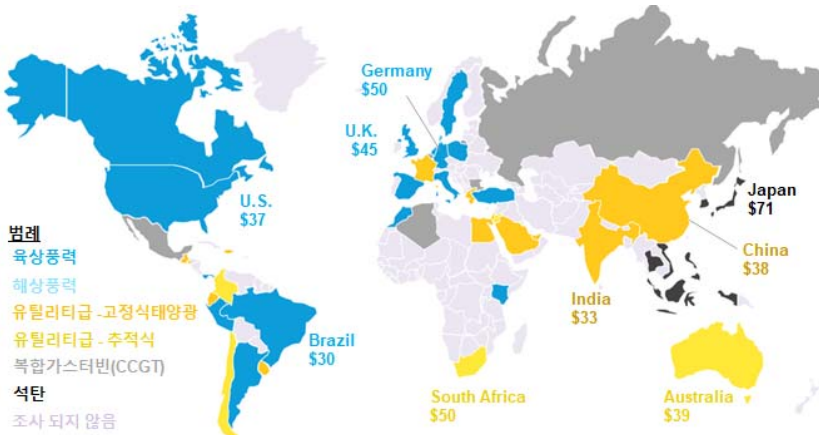 Germany
$50
U.K.
$45
U.S.
$37
Japan
$71
China
$38
India
$33
Brazil
$30
South Africa
$50
Australia
$39
범례
육상풍력
해상풍력
유틸리티급 -고정식태양광
유틸리티급 - 추적식
복합가스터빈(CCGT)
석탄
조사 되지 않음